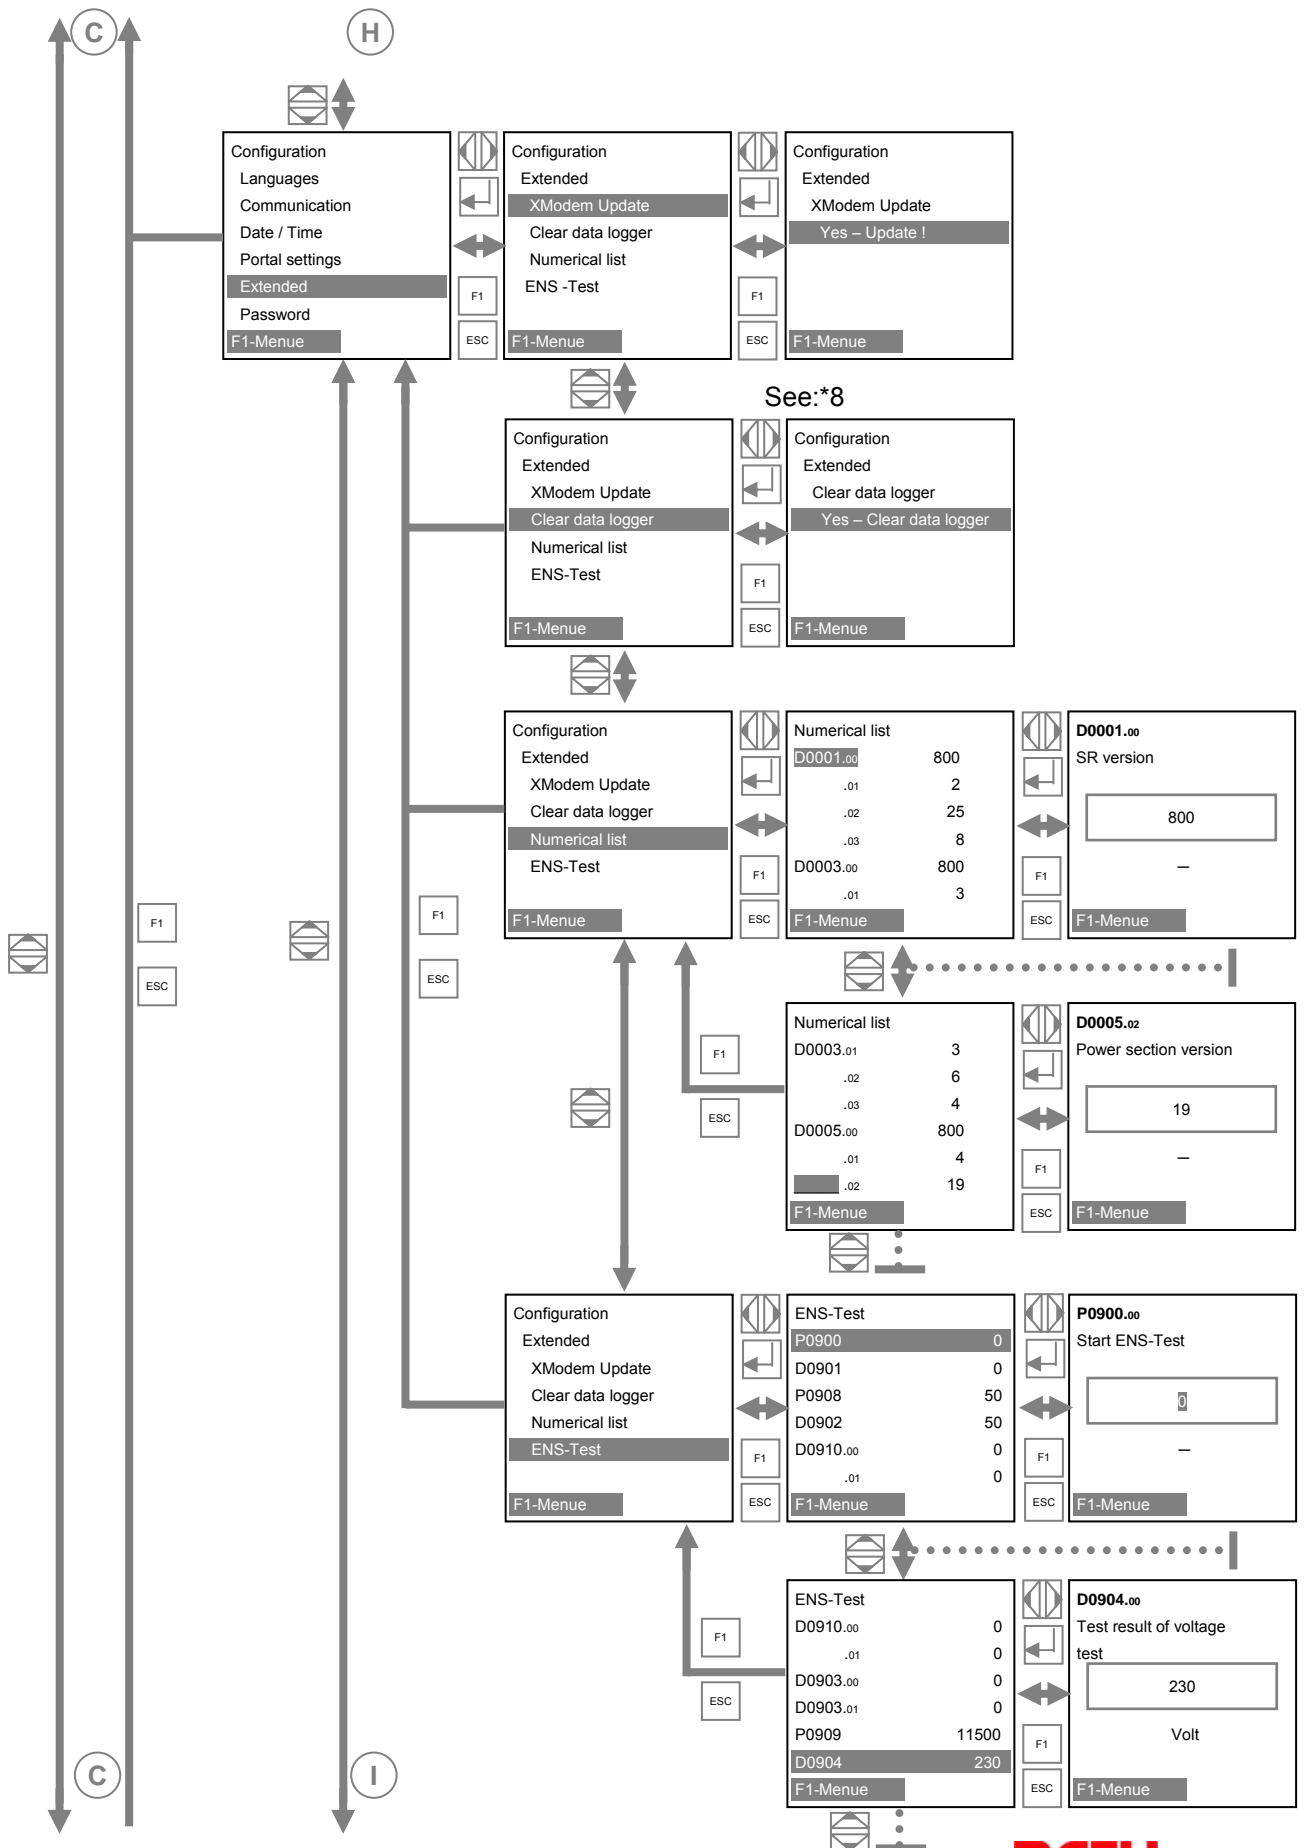 C
H
Configuration
Languages
Communication
Date / Time
Portal settings
Extended
Password
F1-Menue
F1
ESC
Configuration
Extended
XModem Update
Clear data logger
Numerical list
ENS -Test
F1-Menue
F1
ESC
Configuration
Extended
XModem Update
Yes – Update !
F1-Menue
See:*8
Configuration
Extended
XModem Update
Clear data logger
Numerical list
ENS-Test
F1-Menue
F1
ESC
Configuration
Extended
Clear data logger
Yes – Clear data logger
F1-Menue
Configuration
Extended
XModem Update
Clear data logger
Numerical list
ENS-Test
F1-Menue
F1
ESC
Numerical list
D0001.00 800
.01 2
.02 25
.03 8
D0003.00 800
.01 3
F1-Menue
F1
ESC
D0001.00
SR version
800
–
F1-Menue
F1
ESC
F1
ESC
F1
ESC
Numerical list
D0003.01 3
.02 6
.03 4
D0005.00 800
.01 4
.02 19
F1-Menue
F1
ESC
D0005.02
Power section version
19
–
F1-Menue
Configuration
Extended
XModem Update
Clear data logger
Numerical list
ENS-Test
F1-Menue
F1
ESC
ENS-Test
P0900 0
D0901 0
P0908 50
D0902 50
D0910.00 0
.01 0
F1-Menue
F1
ESC
P0900.00
Start ENS-Test
0
–
F1-Menue
F1
ESC
ENS-Test
D0910.00 0
.01 0
D0903.00 0
D0903.01 0
P0909 11500
D0904 230
F1-Menue
F1
ESC
D0904.00
Test result of voltage
test
230
Volt
F1-Menue
C
I